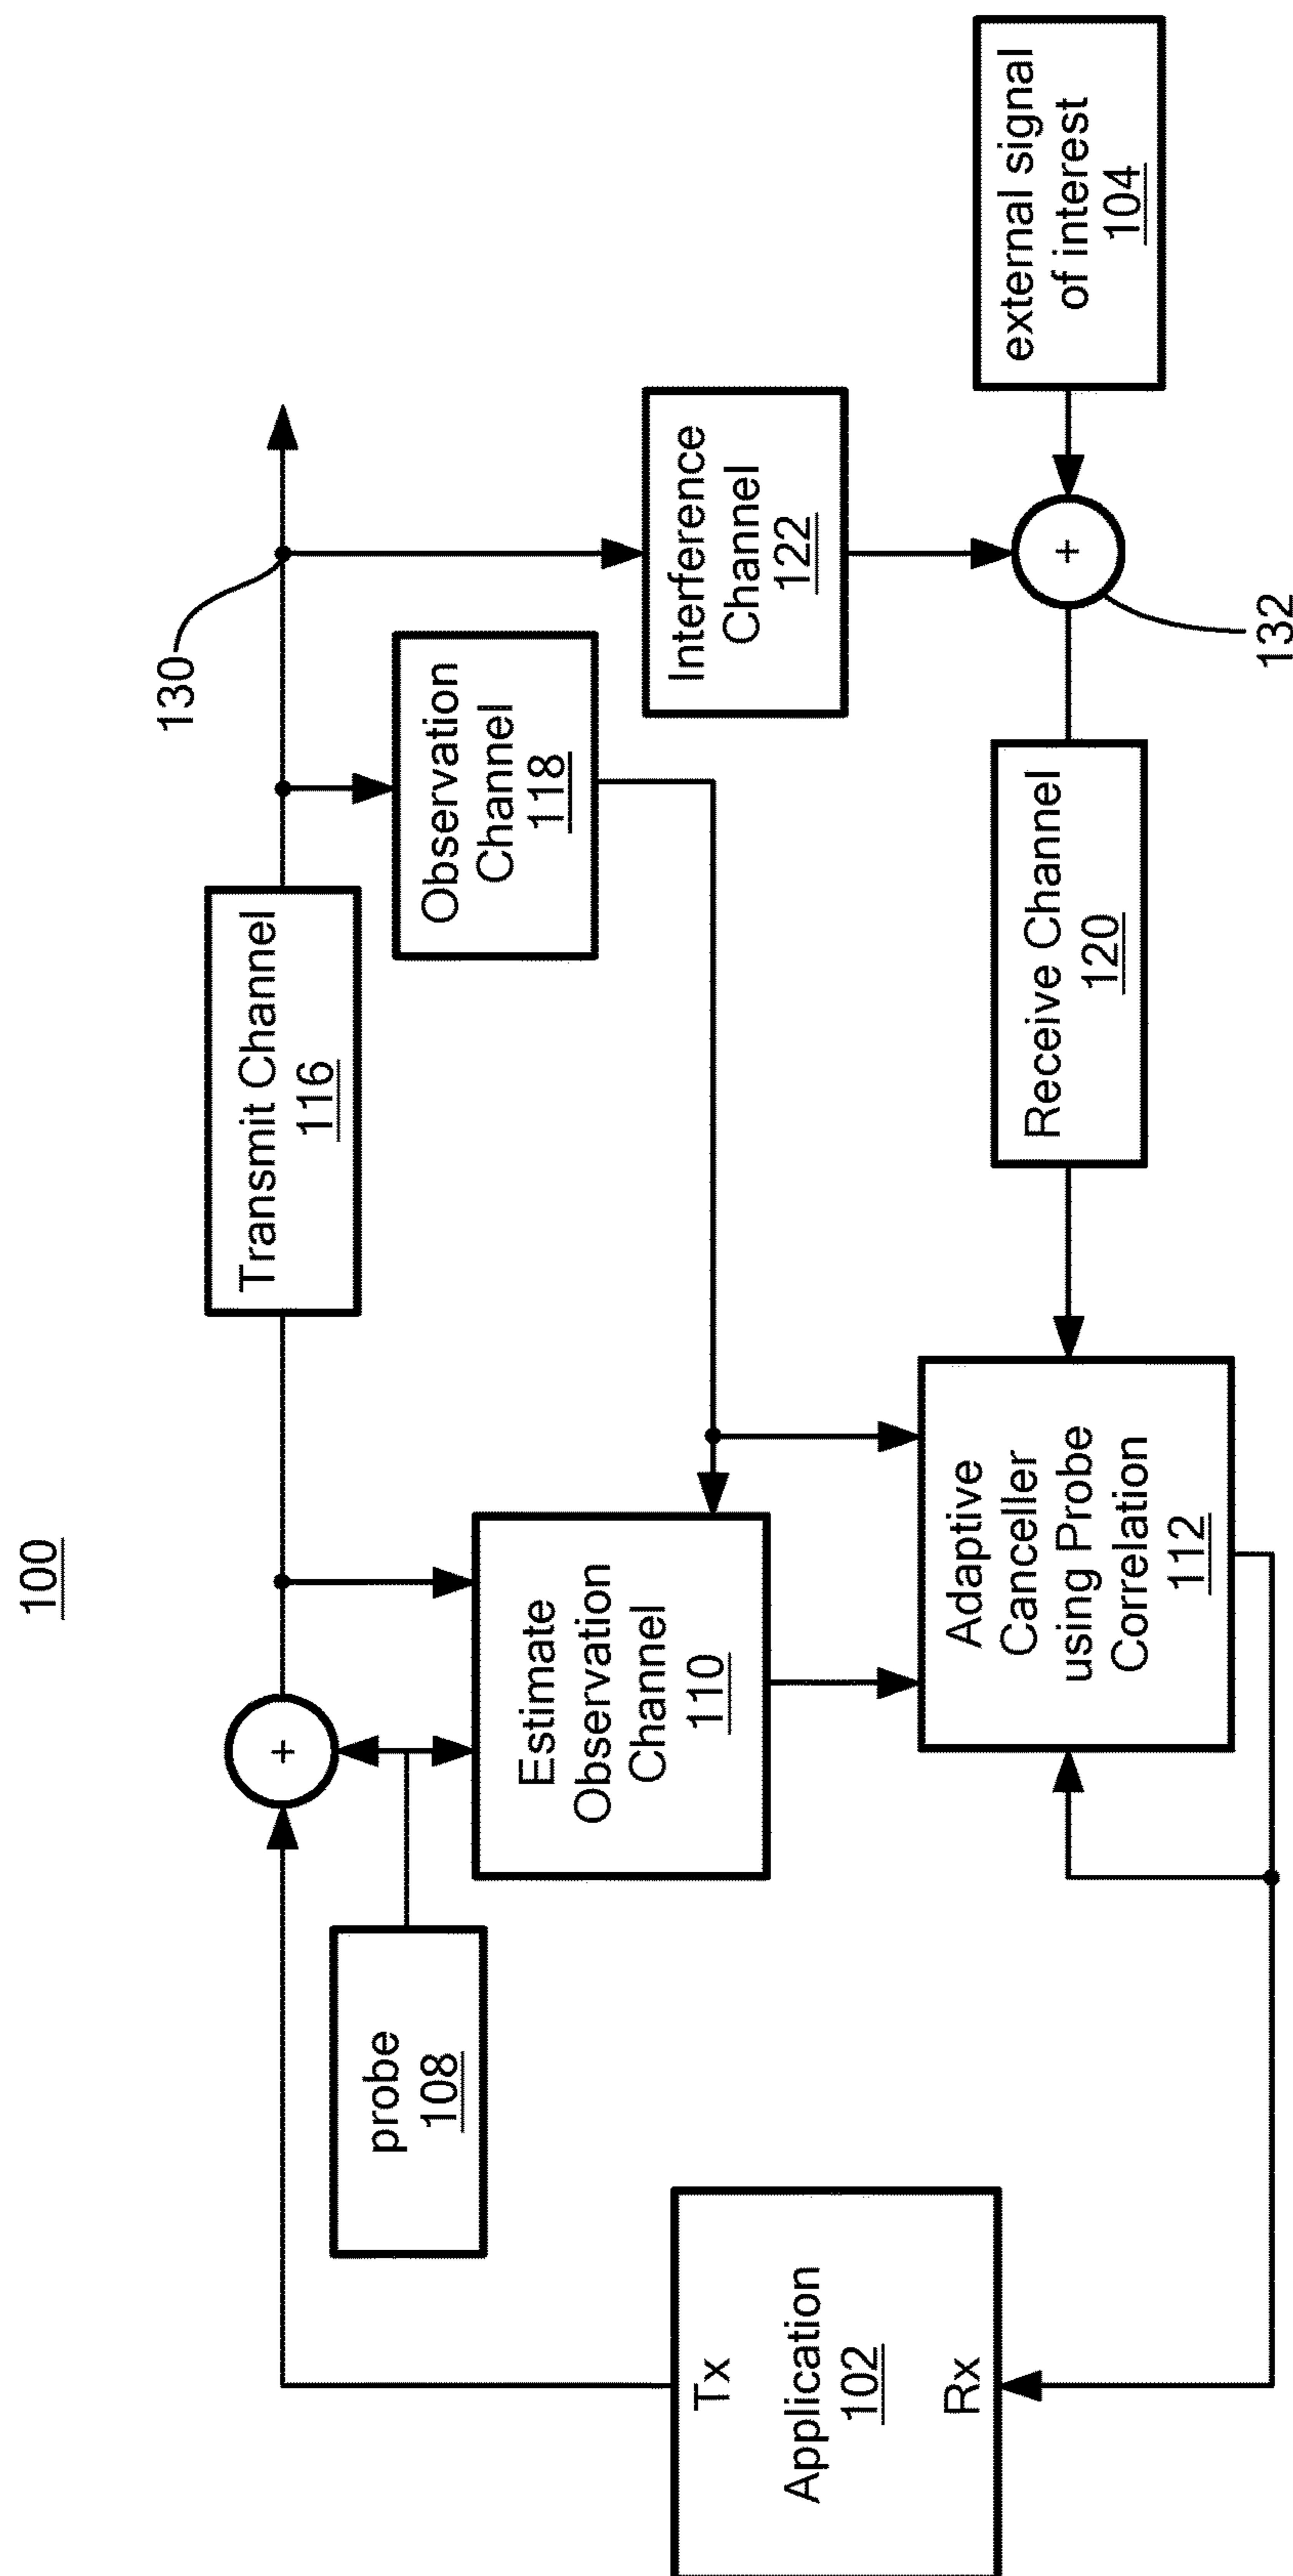 100
130
Transmit Channel
116
Observation
Channel
118
Interference
Channel
122
+
probe
108
Estimate
Observation
Channel
110
Tx
Application
102
Rx
Adaptive
Canceller
using Probe
Correlation
112
Receive Channel
120
+
132
external signal
of interest
104